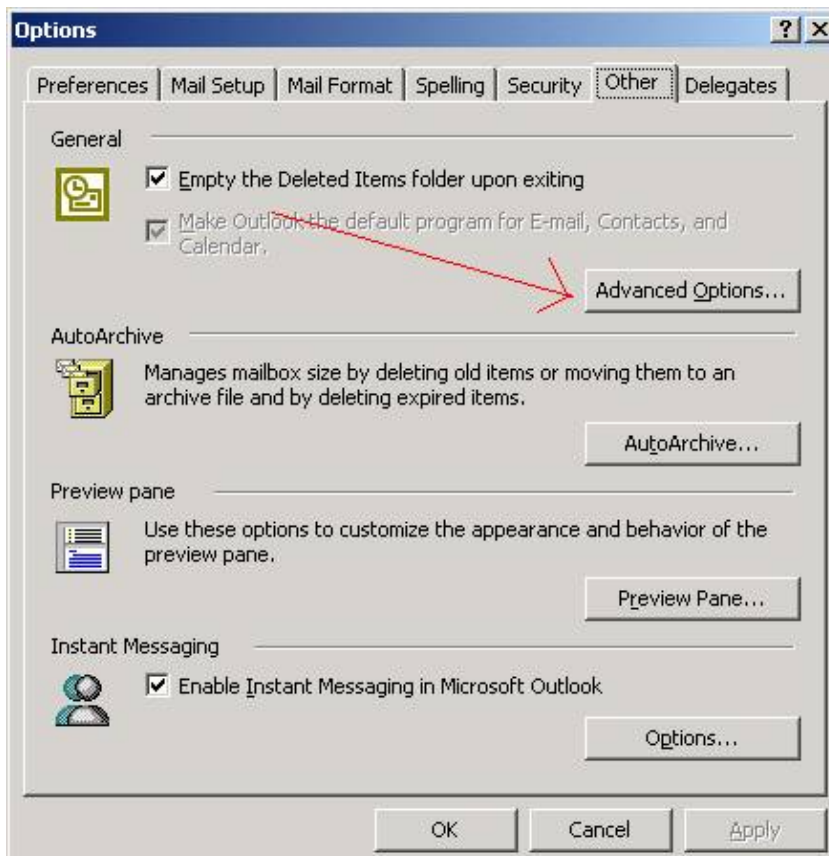 Options
Preferences Mail Setup Mail Format Spelling Security Other Delegates
General
Empty the Deleted Items folder upon exiting
Make Outlook the default program for E-mail, Contacts, and
Calendar.
Advanced Options...
AutoArchive
Manages mailbox size by deleting old items or moving them to an
archive file and by deleting expired items.
AutoArchive...
Preview pane
Use these options to customize the appearance and behavior of the
preview pane.
Preview Pane...
Instant Messaging
Enable Instant Messaging in Microsoft Outlook
Options...
OK Cancel Apply